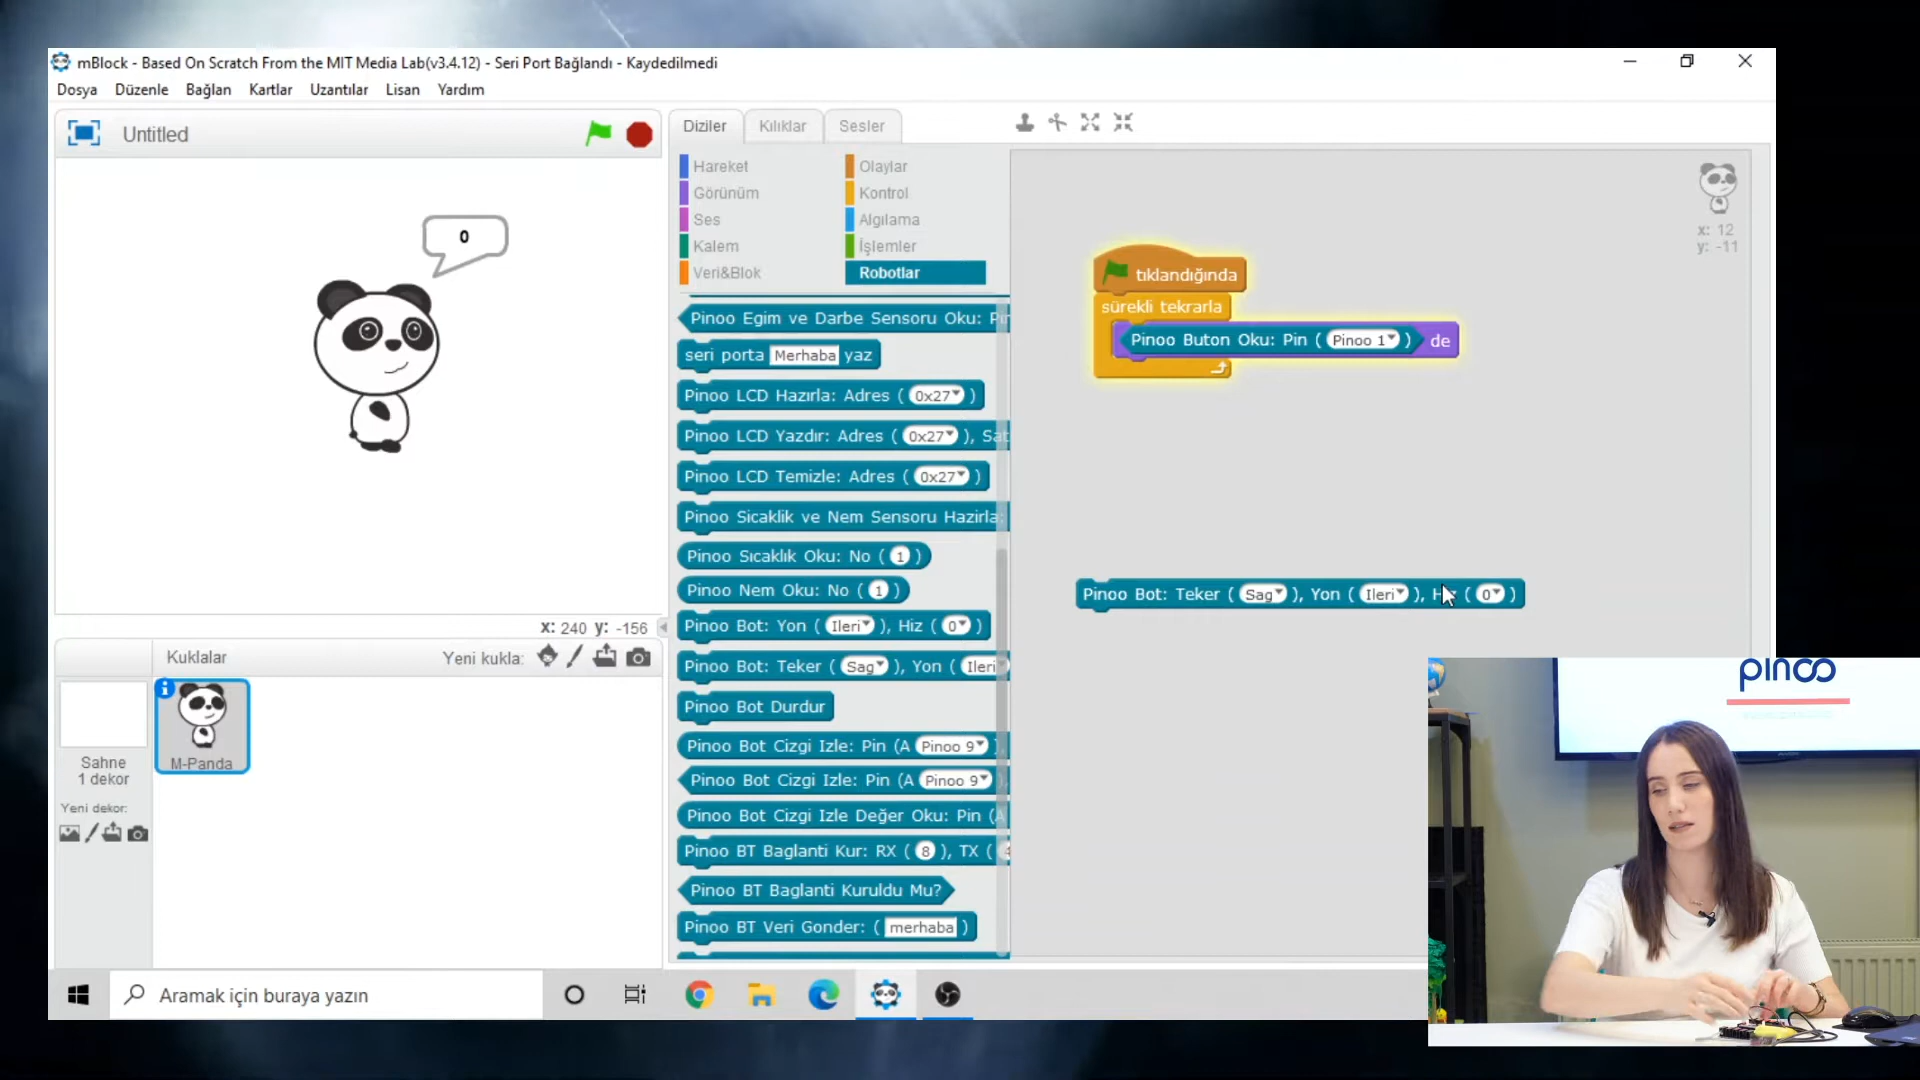 mBlock - Based On Scratch From the MIT Media Lab(v3.4.12) - Seri Port Bağlandı - Kaydedilmedi
Dosya Düzenle Bağlan Kartlar Uzantılar Lisan Yardım
Untitled
0
x: 240 y: -156
Kuklalar Yeni kukla:
Sahne
1 dekor
Yeni dekor:
M-Panda
Diziler Kılıklar Sesler
Hareket Olaylar
Görünüm Kontrol
Ses Algılama
Kalem İşlemler
Veri&Blok Robotlar
Pinoo Egim ve Darbe Sensoru Oku:
seri porta Merhaba yaz
Pinoo LCD Hazırla: Adres ( 0x27 )
Pinoo LCD Yazdır: Adres ( 0x27 ),
Pinoo LCD Temizle: Adres ( 0x27 )
Pinoo Sicaklik ve Nem Sensoru Hazirla:
Pinoo Sıcaklık Oku: No ( 1 )
Pinoo Nem Oku: No ( 1 )
Pinoo Bot: Yon ( Ileri ), Hiz ( 0 )
Pinoo Bot: Teker ( Sag ), Yon ( Ileri
Pinoo Bot Durdur
Pinoo Bot Cizgi Izle: Pin (A Pinoo 9
Pinoo Bot Cizgi Izle: Pin (A Pinoo 9
Pinoo Bot Cizgi Izle Değer Oku: Pin (A
Pinoo BT Baglanti Kur: RX ( 8 ), TX (
Pinoo BT Baglanti Kuruldu Mu?
Pinoo BT Veri Gonder: ( merhaba )
x: 12
y: -11
tıklandığında
sürekli tekrarla
Pinoo Buton Oku: Pin ( Pinoo 1 ) de
Pinoo Bot: Teker ( Sag ), Yon ( Ileri ), ( 0 )
pinoo
Aramak için buraya yazın